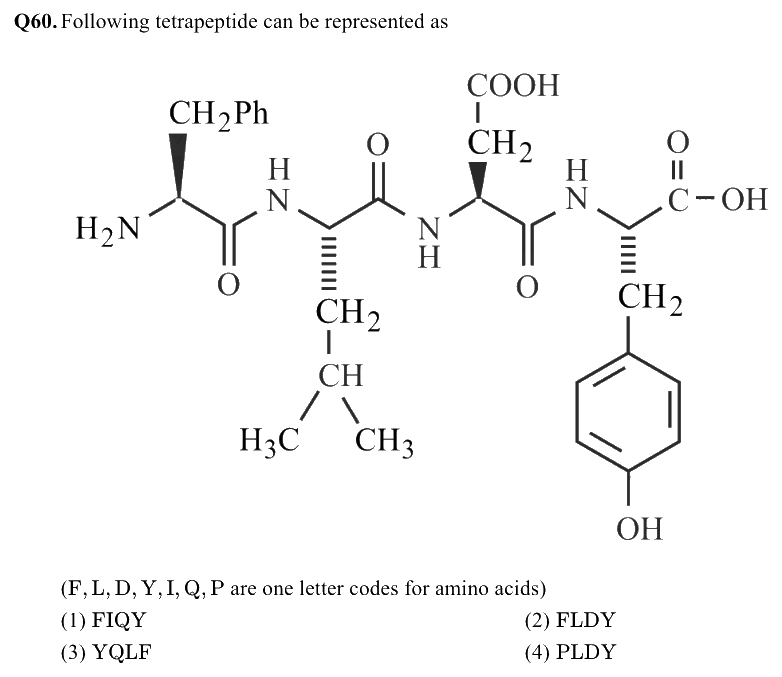 Q60. Following tetrapeptide can be represented as
COOH
CH2Ph
CH2
O
H
N
H
N
O
C-OH
H2N
N
H
O
O
CH2
CH2
CH
H3C CH3
OH
(F, L, D, Y, I, Q, P are one letter codes for amino acids)
(1) FIQY (2) FLDY
(3) YQLF (4) PLDY